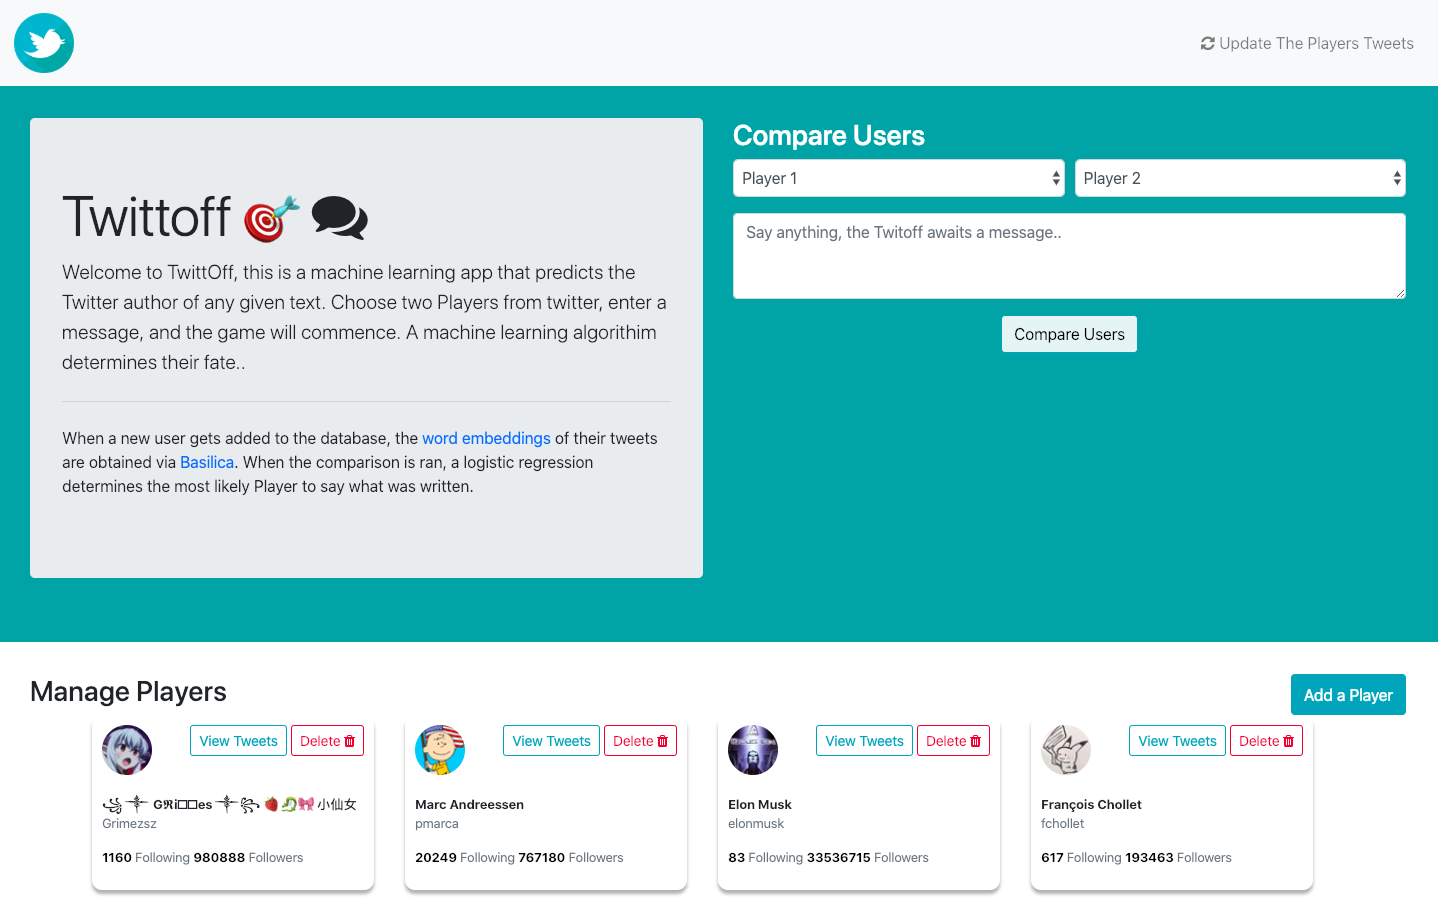 Update The Players Tweets
Twittoff
Welcome to TwittOff, this is a machine learning app that predicts the
Twitter author of any given text. Choose two Players from twitter, enter a
message, and the game will commence. A machine learning algorithim
determines their fate..
When a new user gets added to the database, the word embeddings of their tweets
are obtained via Basilica. When the comparison is ran, a logistic regression
determines the most likely Player to say what was written.
Compare Users
Player 1 Player 2
Say anything, the Twitoff awaits a message..
Compare Users
Manage Players
Add a Player
View Tweets Delete
꧁ ༒ Gℜi□□es ༒ ꧂ 🍓🐉🎀 小仙女
Grimezsz
1160 Following 980888 Followers
View Tweets Delete
Marc Andreessen
pmarca
20249 Following 767180 Followers
View Tweets Delete
Elon Musk
elonmusk
83 Following 33536715 Followers
View Tweets Delete
François Chollet
fchollet
617 Following 193463 Followers